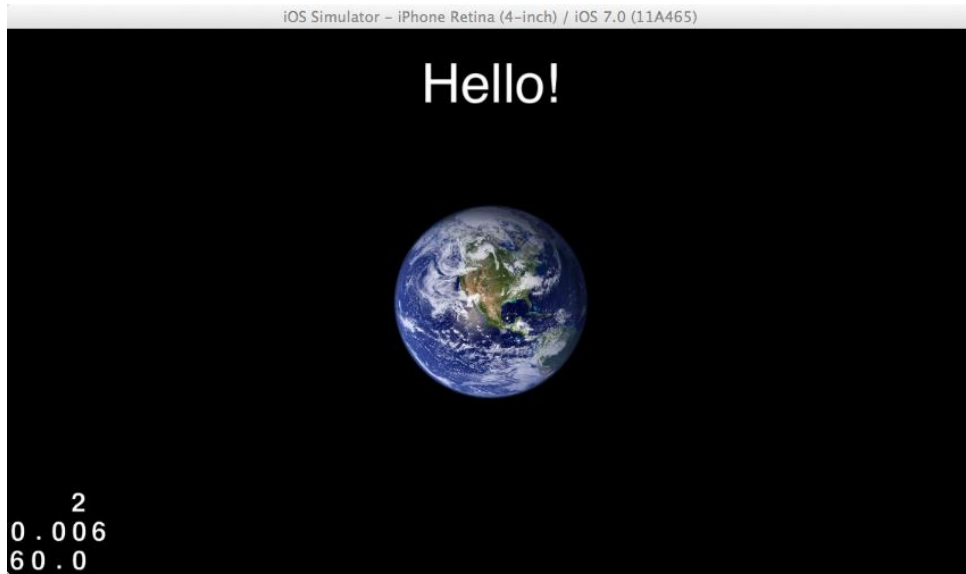 iOS Simulator – iPhone Retina (4-inch) / iOS 7.0 (11A465)
Hello!
2
0.006
60.0